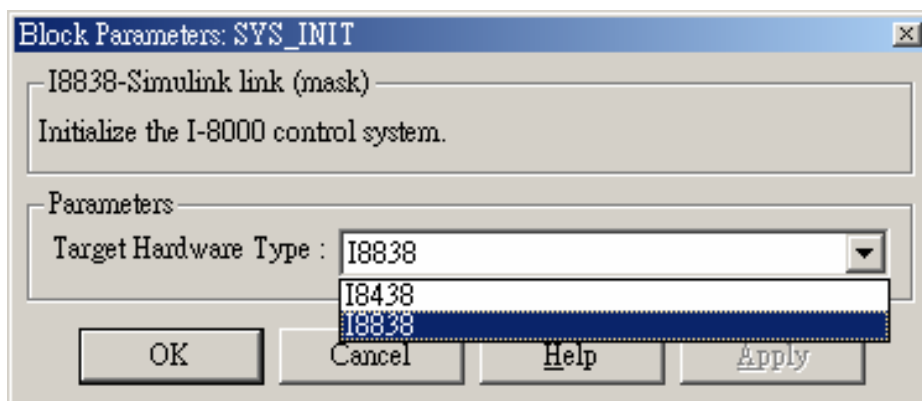 Block Parameters: SYS_INIT
I8838-Simulink link (mask)
Initialize the I-8000 control system.
Parameters
Target Hardware Type : I8838
I8438
I8838
OK Cancel Help Apply